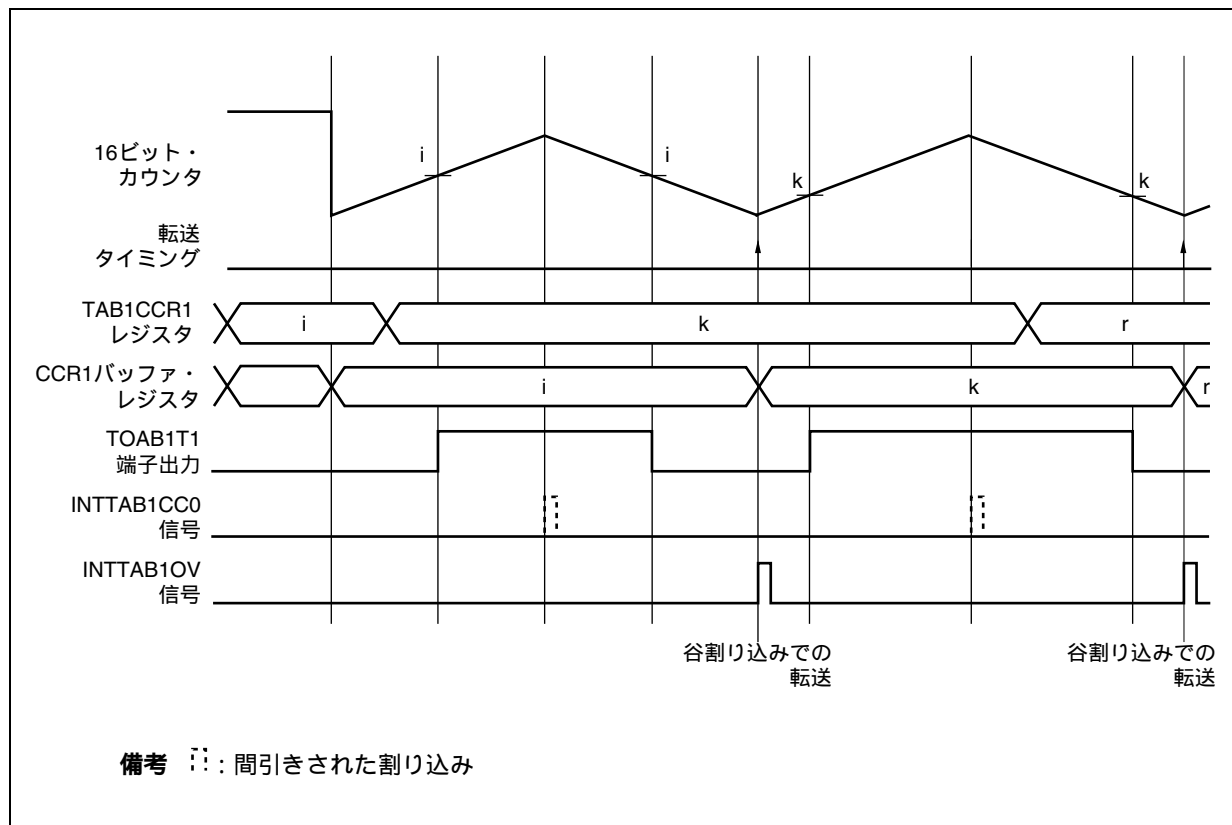 16ビット・
カウンタ
i
i
k
k
転送
タイミング
TAB1CCR1
レジスタ
i
k
r
CCR1バッファ・
レジスタ
i
k
r
TOAB1T1
端子出力
INTTAB1CC0
信号
INTTAB1OV
信号
谷割り込みでの
転送
谷割り込みでの
転送
備考 : 間引きされた割り込み